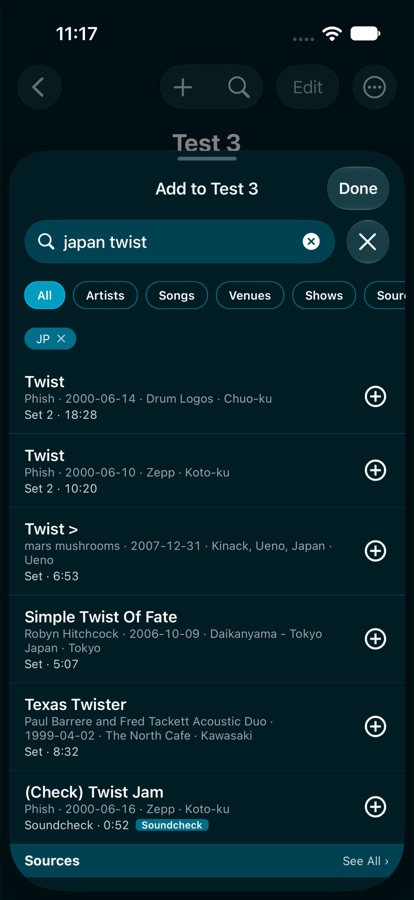 11:17
Edit
Test 3
Add to Test 3
Done
japan twist
All
Artists
Songs
Venues
Shows
Sour
JP
Twist
Phish · 2000-06-14 · Drum Logos · Chuo-ku
Set 2 · 18:28
Twist
Phish · 2000-06-10 · Zepp · Koto-ku
Set 2 · 10:20
Twist >
mars mushrooms · 2007-12-31 · Kinack, Ueno, Japan ·
Ueno
Set · 6:53
Simple Twist Of Fate
Robyn Hitchcock · 2006-10-09 · Daikanyama - Tokyo
Japan · Tokyo
Set · 5:07
Texas Twister
Paul Barrere and Fred Tackett Acoustic Duo ·
1999-04-02 · The North Cafe · Kawasaki
Set · 8:32
(Check) Twist Jam
Phish · 2000-06-16 · Zepp · Koto-ku
Soundcheck · 0:52 Soundcheck
Sources
See All ›